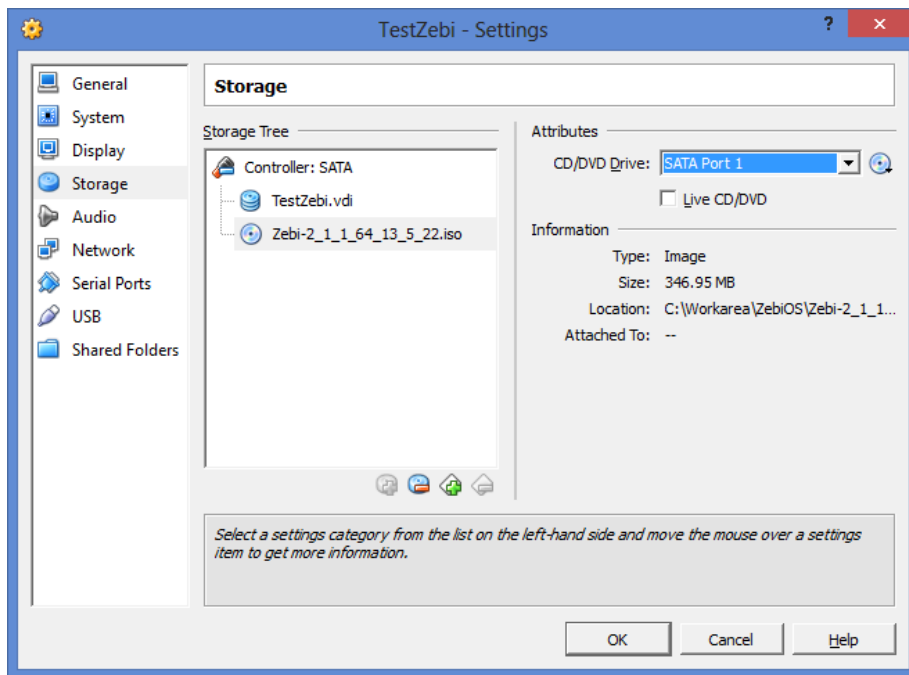 TestZebi - Settings
?
General
System
Display
Storage
Audio
Network
Serial Ports
USB
Shared Folders
Storage
Storage Tree
Controller: SATA
TestZebi.vdi
Zebi-2_1_1_64_13_5_22.iso
Attributes
CD/DVD Drive: SATA Port 1
Live CD/DVD
Information
Type: Image
Size: 346.95 MB
Location: C:\Workarea\ZebiOS\Zebi-2_1_1...
Attached To: --
Select a settings category from the list on the left-hand side and move the mouse over a settings
item to get more information.
OK Cancel Help